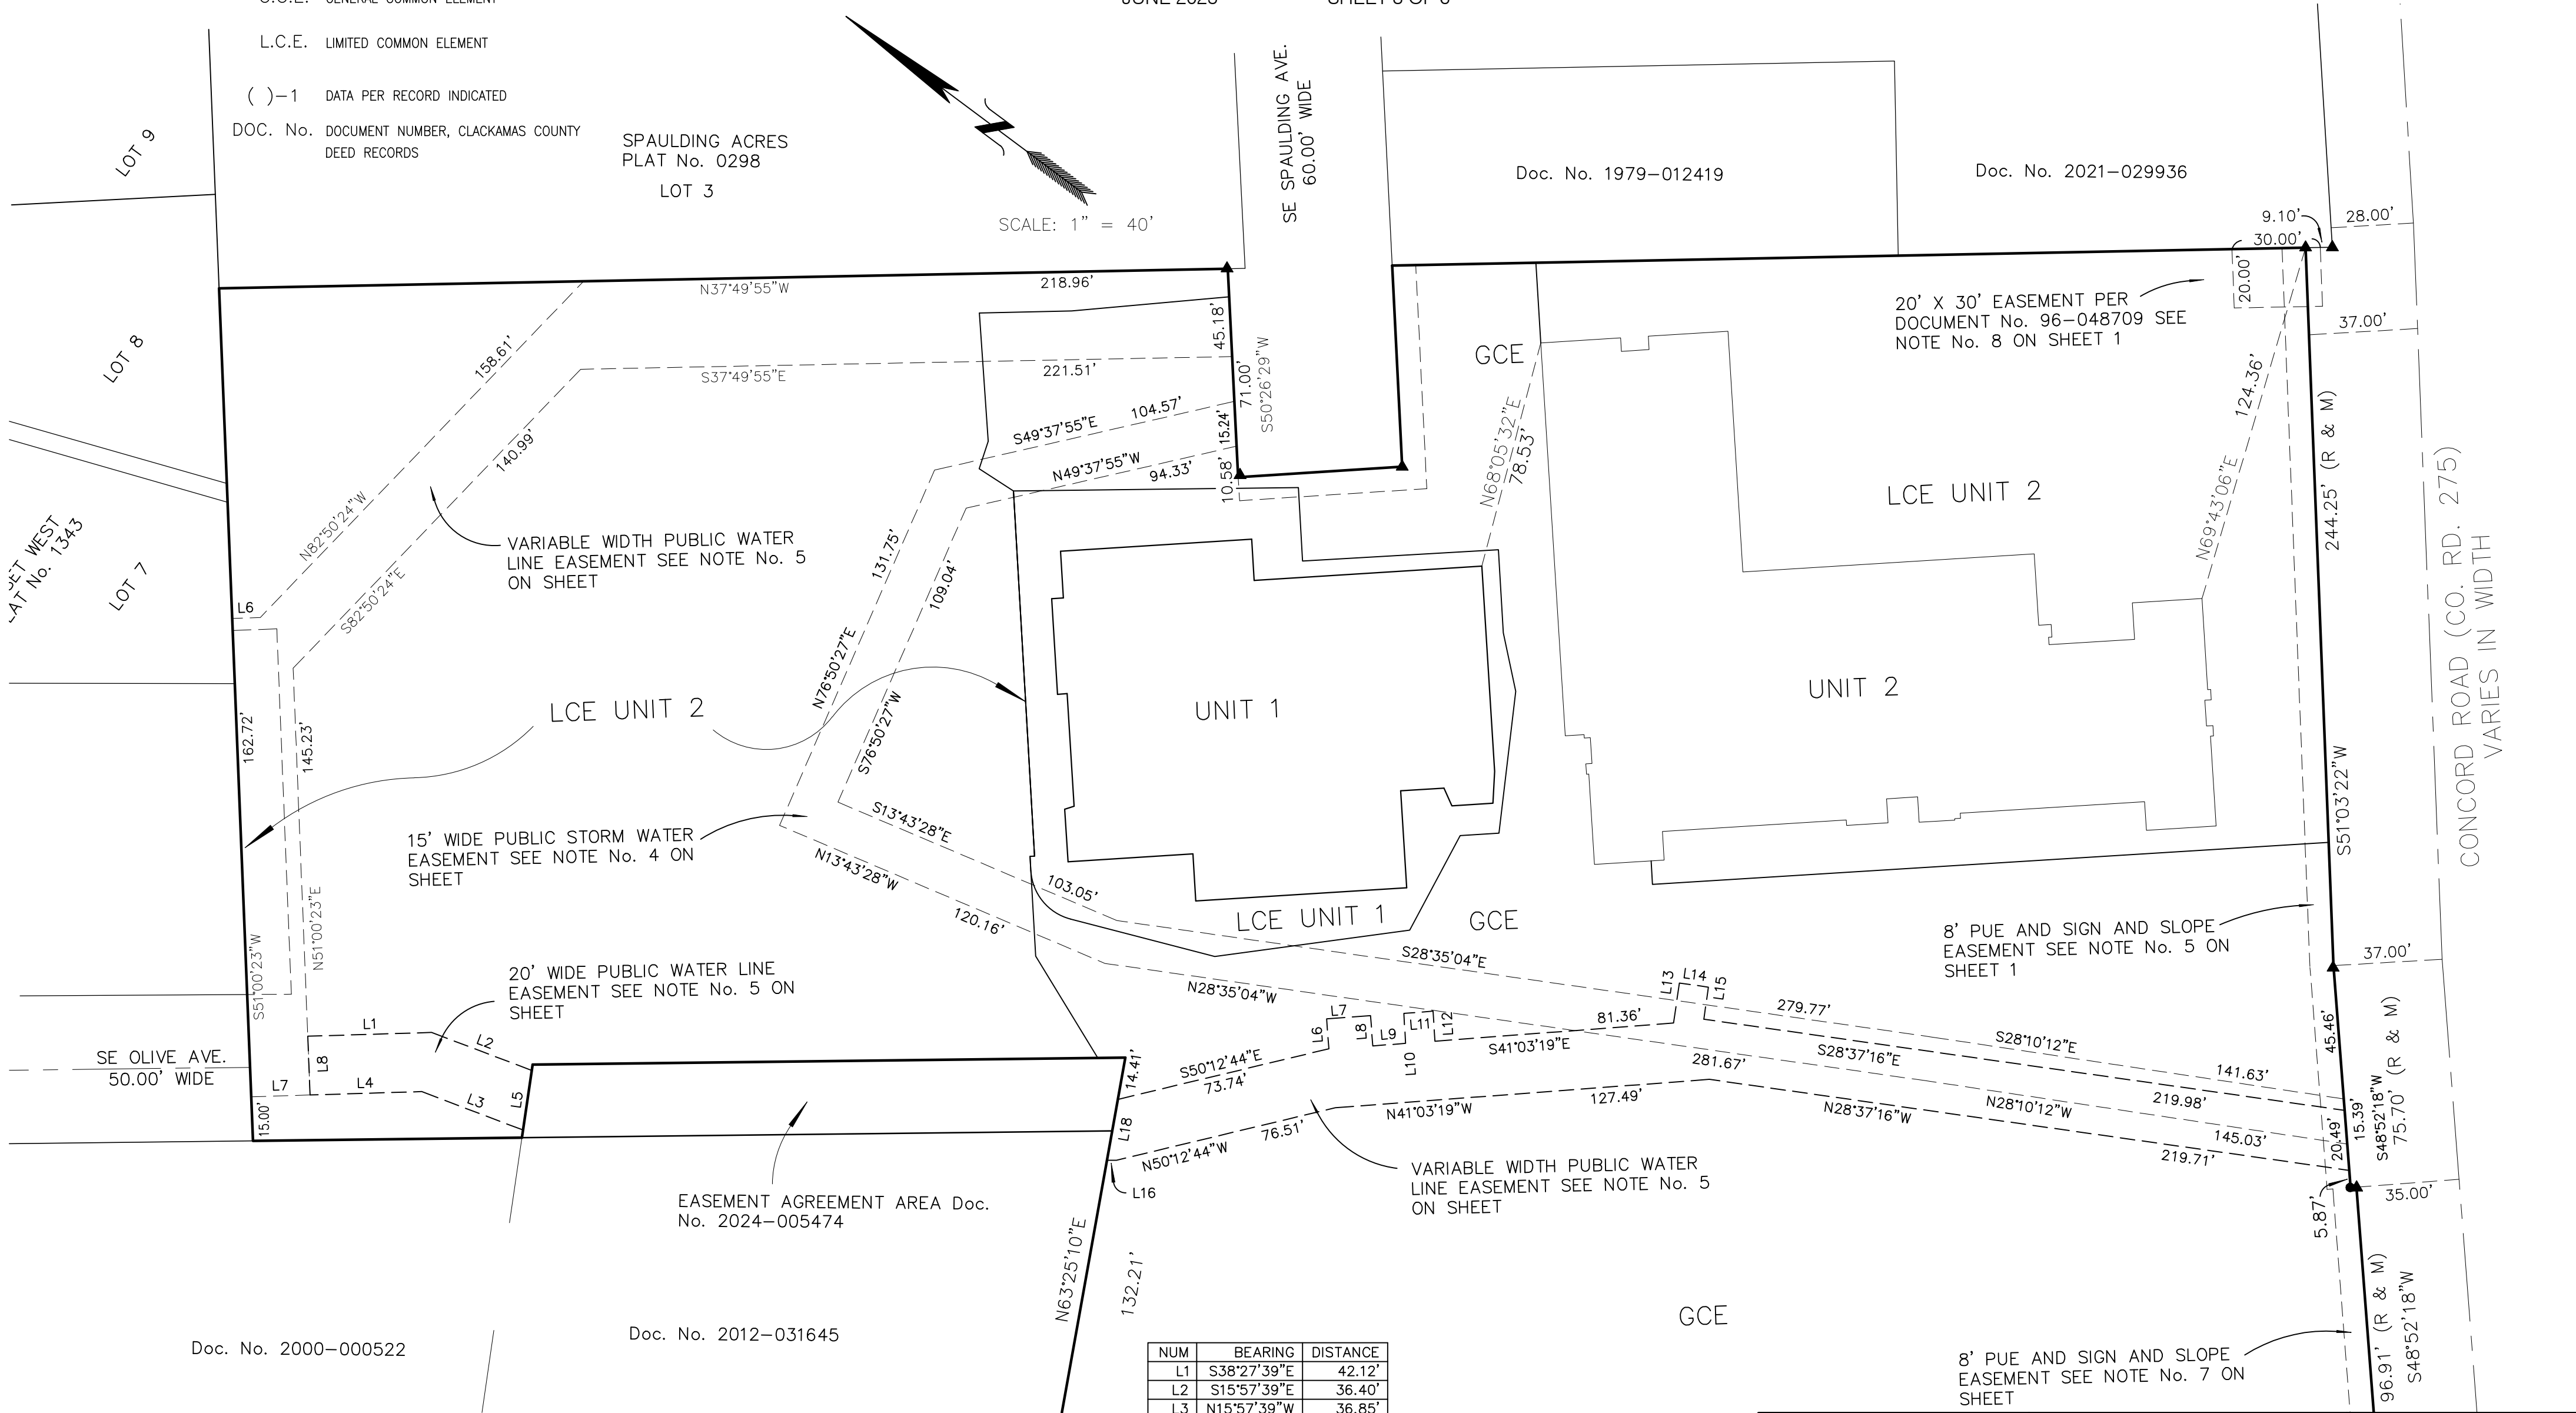 L.C.E. LIMITED COMMON ELEMENT
( )-1 DATA PER RECORD INDICATED
DOC. No. DOCUMENT NUMBER, CLACKAMAS COUNTY
DEED RECORDS
SPAULDING ACRES
PLAT No. 0298
LOT 3
SCALE: 1" = 40'
SE SPAULDING AVE.
60.00' WIDE
Doc. No. 1979-012419
Doc. No. 2021-029936
9.10'
28.00'
30.00'
20.00'
37.00'
20' X 30' EASEMENT PER
DOCUMENT No. 96-048709 SEE
NOTE No. 8 ON SHEET 1
LOT 9
LOT 8
LOT 7
N37°49'55"W
218.96'
S37°49'55"E
221.51'
158.61'
N82°50'24"W
140.99'
S82°50'24"E
45.18'
71.00'
S50°26'29"W
15.24'
10.58'
S49°37'55"E
104.57'
N49°37'55"W
94.33'
131.75'
N76°50'27"E
109.04'
S76°50'27"W
VARIABLE WIDTH PUBLIC WATER
LINE EASEMENT SEE NOTE No. 5
ON SHEET
GCE
N68°05'32"E
78.53'
124.36'
N69°43'06"E
244.25' (R & M)
S51°03'22"W
CONCORD ROAD (CO. RD. 275)
VARIES IN WIDTH
LCE UNIT 2
UNIT 2
UNIT 1
LCE UNIT 2
L6
162.72'
S51°00'23"W
145.23'
N51°00'23"E
15' WIDE PUBLIC STORM WATER
EASEMENT SEE NOTE No. 4 ON
SHEET
S13°43'28"E
103.05'
N13°43'28"W
120.16'
LCE UNIT 1
GCE
8' PUE AND SIGN AND SLOPE
EASEMENT SEE NOTE No. 5 ON
SHEET 1
37.00'
20' WIDE PUBLIC WATER LINE
EASEMENT SEE NOTE No. 5 ON
SHEET
S28°35'04"E
279.77'
N28°35'04"W
281.67'
S28°10'12"E
141.63'
N28°10'12"W
145.03'
S28°37'16"E
219.98'
N28°37'16"W
219.71'
L13
L14
L15
L6
L7
L8
L9
L10
L11
L12
81.36'
S41°03'19"E
S50°12'44"E
73.74'
N50°12'44"W
76.51'
N41°03'19"W
127.49'
14.41'
L18
L16
SE OLIVE AVE.
50.00' WIDE
L1
L2
L8
L7
L4
L3
L5
15.00'
45.46'
15.39'
20.49'
S48°52'18"W
75.70' (R & M)
35.00'
5.87'
EASEMENT AGREEMENT AREA Doc.
No. 2024-005474
VARIABLE WIDTH PUBLIC WATER
LINE EASEMENT SEE NOTE No. 5
ON SHEET
N63°25'10"E
132.21'
GCE
Doc. No. 2000-000522
Doc. No. 2012-031645
8' PUE AND SIGN AND SLOPE
EASEMENT SEE NOTE No. 7 ON
SHEET
96.91' (R & M)
S48°52'18"W
NUM BEARING DISTANCE
L1 S38°27'39"E 42.12'
L2 S15°57'39"E 36.40'
L3 N15°57'39"W 36.85'